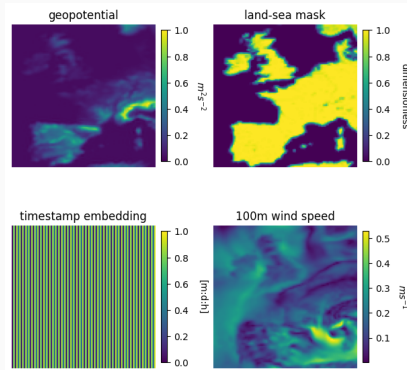 geopotential
1.0
0.8
0.6
0.4
0.2
0.0
m²s⁻²
land-sea mask
1.0
0.8
0.6
0.4
0.2
0.0
dimensionless
timestamp embedding
1.0
0.8
0.6
0.4
0.2
0.0
[m:d:h]
100m wind speed
0.5
0.4
0.3
0.2
0.1
ms⁻¹